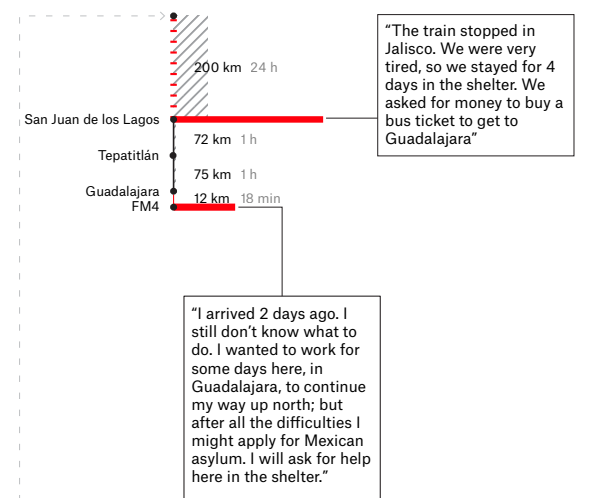 “The train stopped in
Jalisco. We were very
tired, so we stayed for 4
days in the shelter. We
asked for money to buy a
bus ticket to get to
Guadalajara”
200 km 24 h
San Juan de los Lagos
72 km 1 h
Tepatitlán
75 km 1 h
Guadalajara
12 km 18 min
FM4
“I arrived 2 days ago. I
still don’t know what to
do. I wanted to work for
some days here, in
Guadalajara, to continue
my way up north; but
after all the difficulties I
might apply for Mexican
asylum. I will ask for help
here in the shelter.”